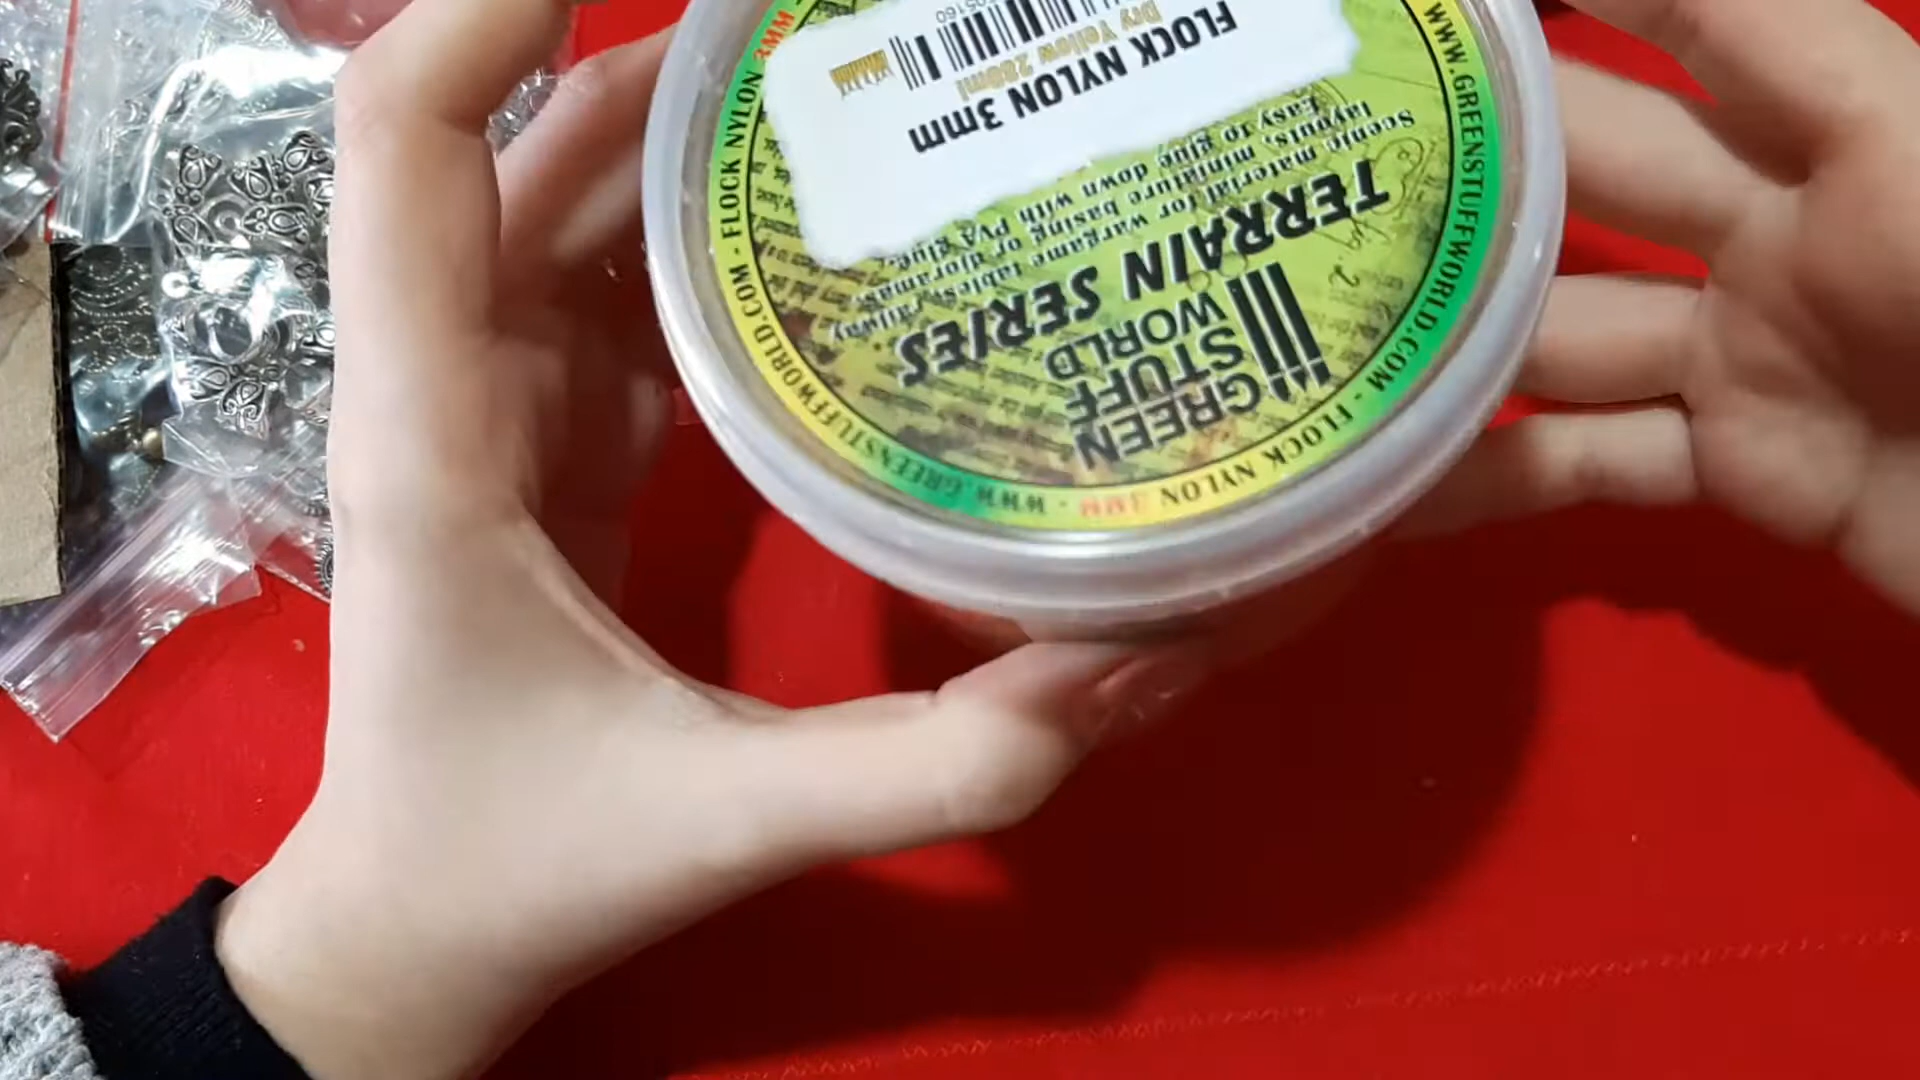 GREEN
STUFF
WORLD
TERRAIN SERIES
Scenic material for wargame tables, railway
layouts, miniature basing or dioramas.
Easy to glue down with PVA glue.
FLOCK NYLON 3mm
Dry Yellow 280ml
WWW.GREENSTUFFWORLD.COM - FLOCK NYLON 3MM - WWW.GREENSTUFFWORLD.COM - FLOCK NYLON 3MM